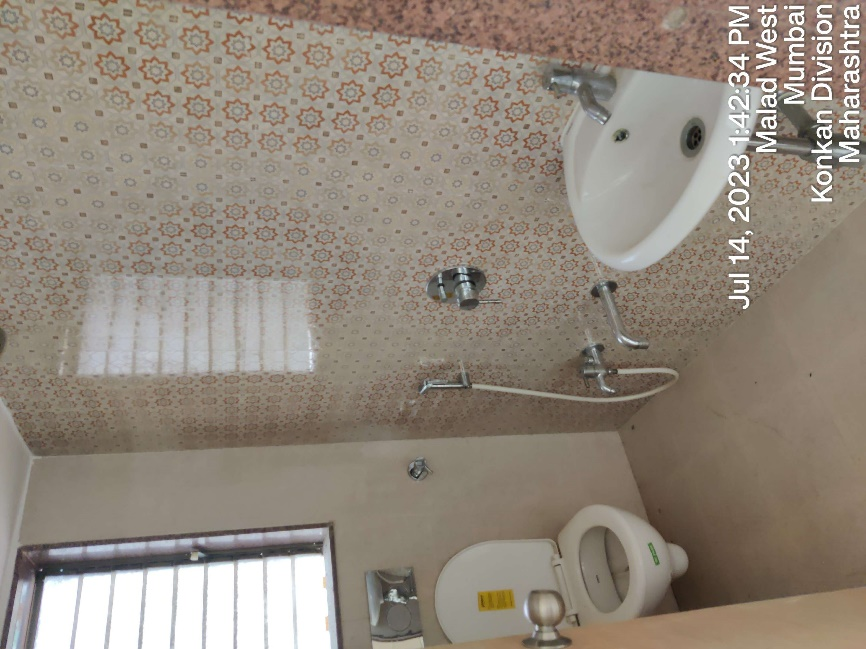 Jul 14, 2023 1:42:34 PM
Malad West
Mumbai
Konkan Division
Maharashtra